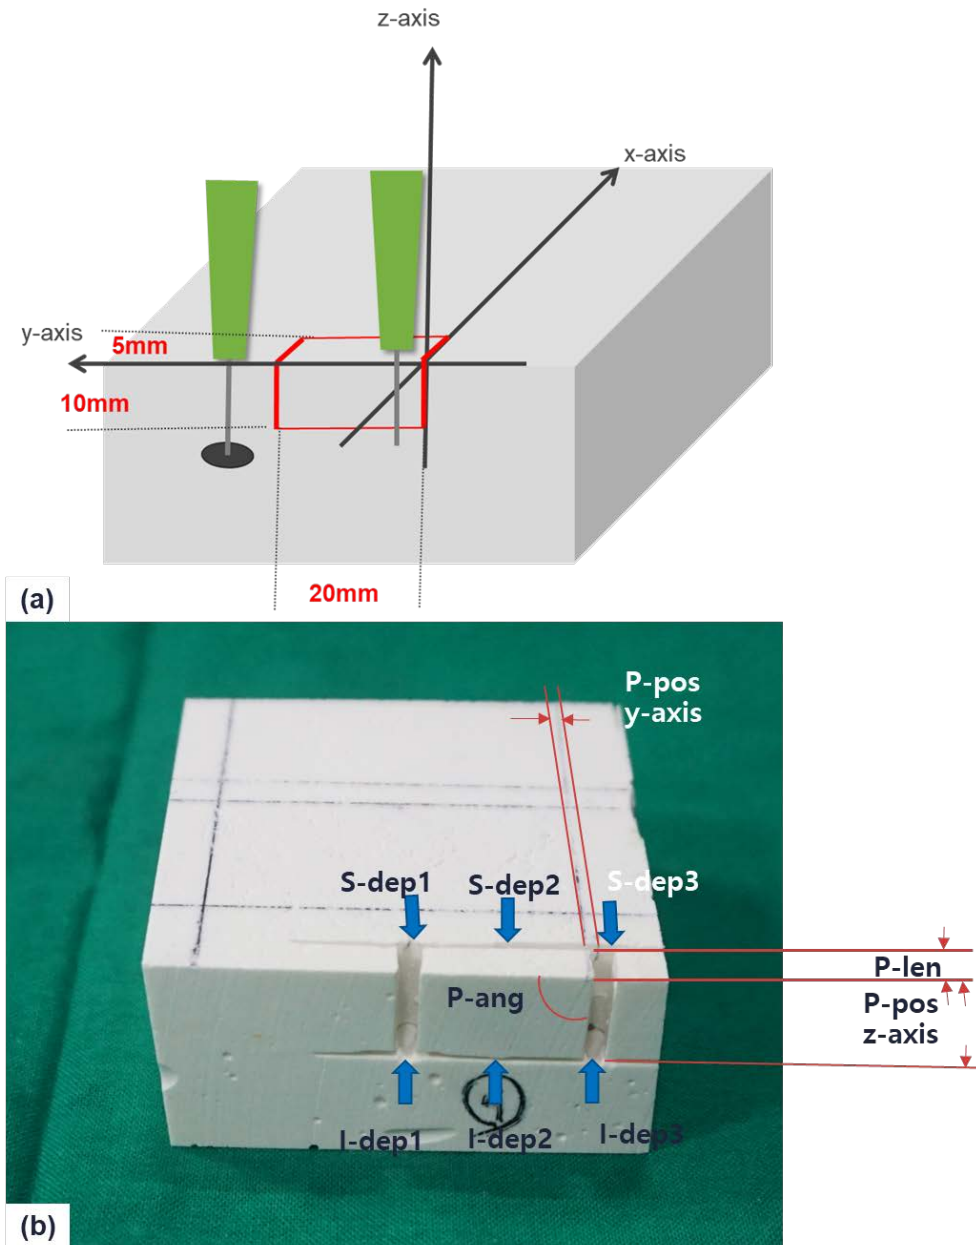 z-axis
x-axis
y-axis
5mm
10mm
20mm
(a)
P-pos
y-axis
S-dep1
S-dep2
S-dep3
P-len
P-ang
P-pos
z-axis
I-dep1
I-dep2
I-dep3
(b)